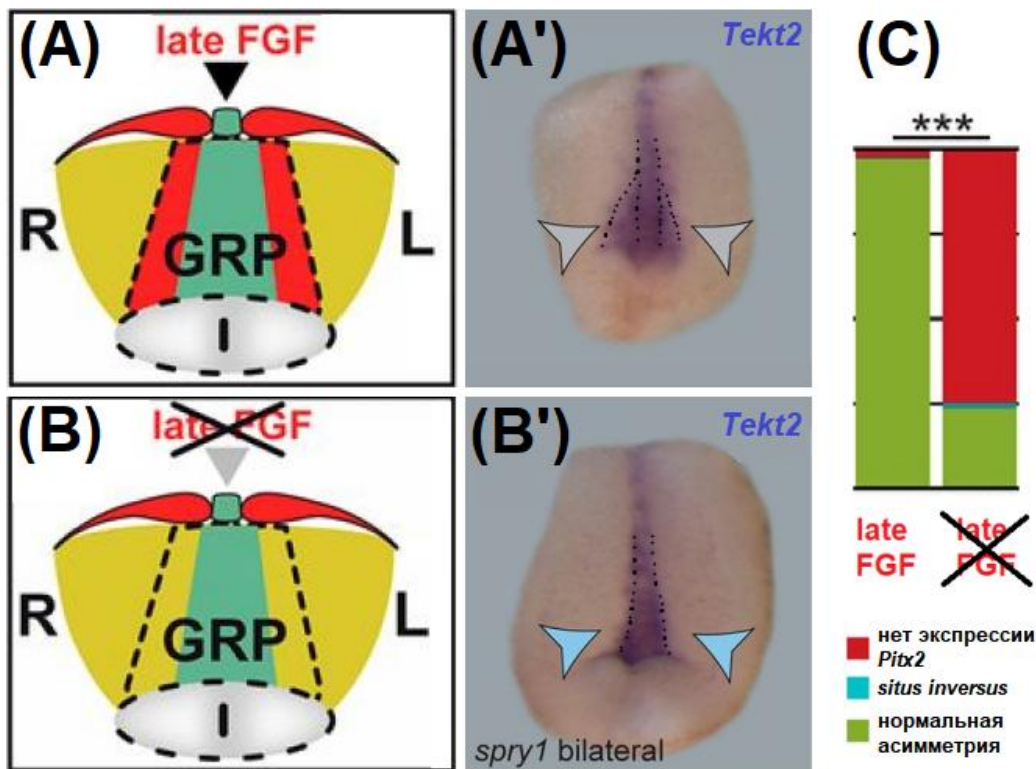 (A)
late FGF
R
GRP
L
I
(A')
Tekt2
(C)
***
(B)
late FGF
R
GRP
L
I
(B')
Tekt2
spry1 bilateral
late
FGF
late
FGF
нет экспрессии
Pitx2
situs inversus
нормальная
асимметрия